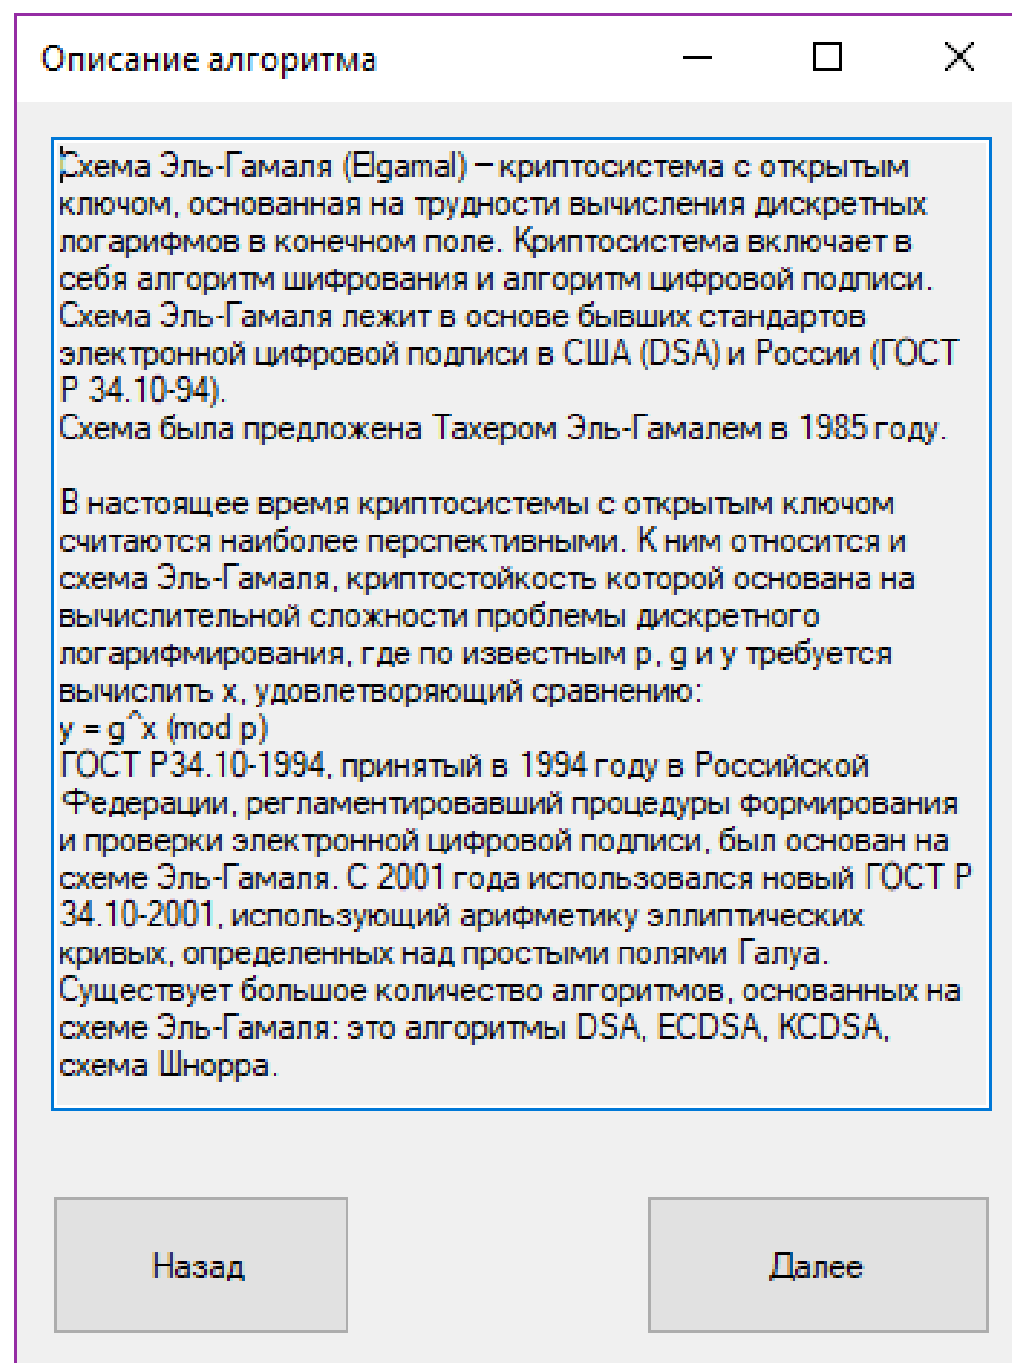 Описание алгоритма
Схема Эль-Гамаля (Elgamal) – криптосистема с открытым
ключом, основанная на трудности вычисления дискретных
логарифмов в конечном поле. Криптосистема включает в
себя алгоритм шифрования и алгоритм цифровой подписи.
Схема Эль-Гамаля лежит в основе бывших стандартов
электронной цифровой подписи в США (DSA) и России (ГОСТ
Р 34.10-94).
Схема была предложена Тахером Эль-Гамалем в 1985 году.
В настоящее время криптосистемы с открытым ключом
считаются наиболее перспективными. К ним относится и
схема Эль-Гамаля, криптостойкость которой основана на
вычислительной сложности проблемы дискретного
логарифмирования, где по известным p, g и y требуется
вычислить x, удовлетворяющий сравнению:
y = g^x (mod p)
ГОСТ Р34.10-1994, принятый в 1994 году в Российской
Федерации, регламентировавший процедуры формирования
и проверки электронной цифровой подписи, был основан на
схеме Эль-Гамаля. С 2001 года использовался новый ГОСТ Р
34.10-2001, использующий арифметику эллиптических
кривых, определенных над простыми полями Галуа.
Существует большое количество алгоритмов, основанных на
схеме Эль-Гамаля: это алгоритмы DSA, ECDSA, KCDSA,
схема Шнорра.
Назад
Далее